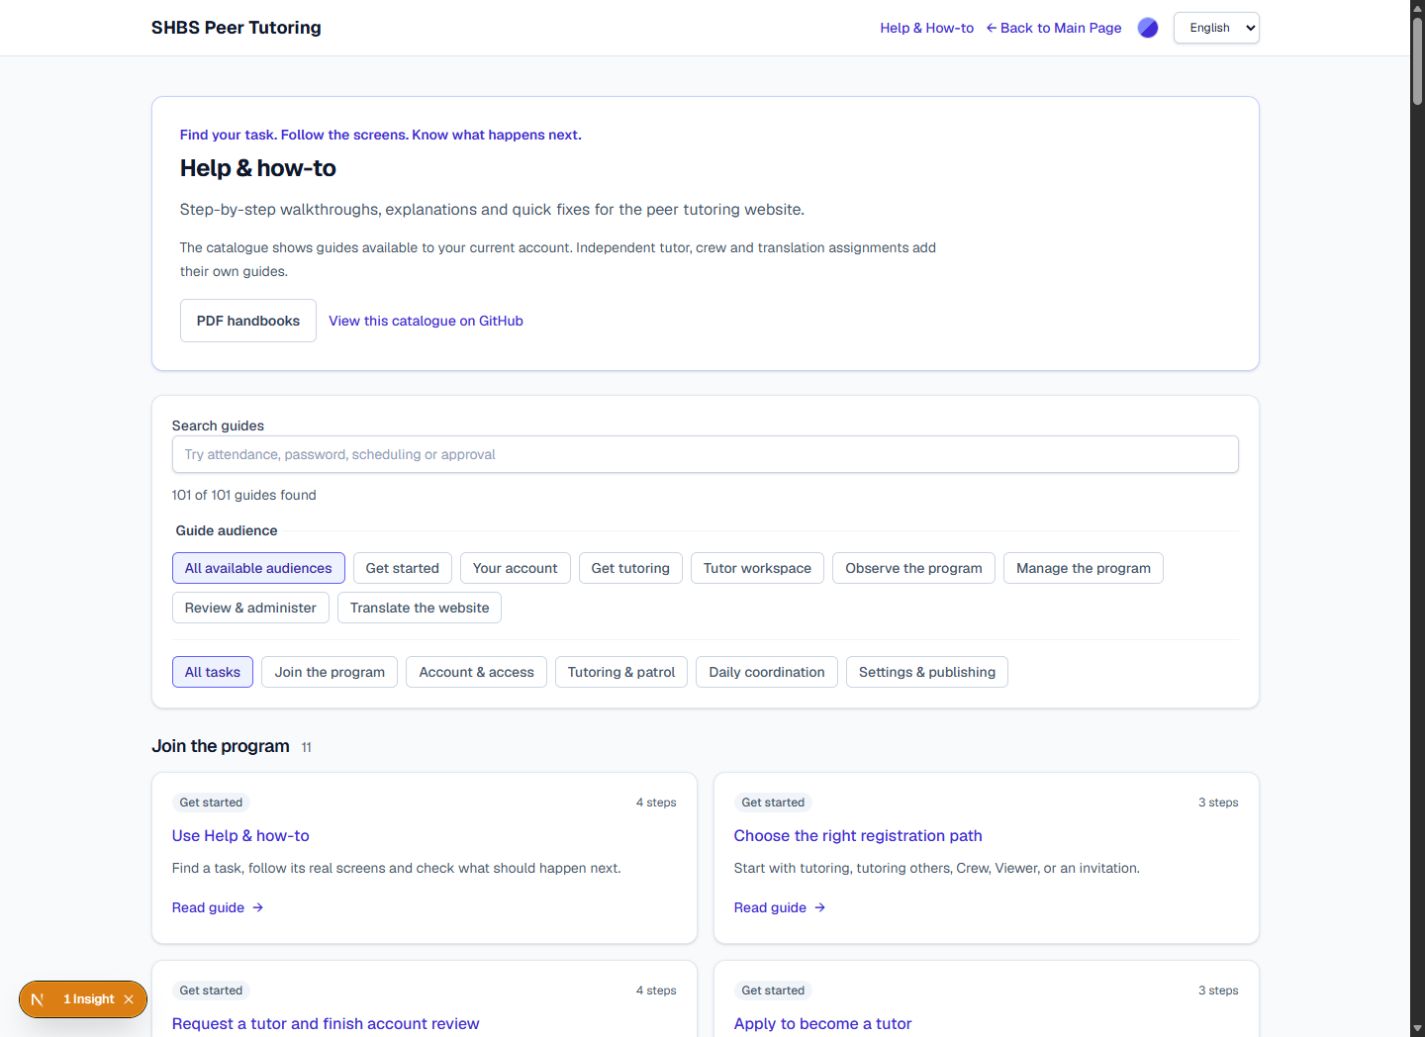 SHBS Peer Tutoring
Help & How-to
← Back to Main Page
English
Find your task. Follow the screens. Know what happens next.
Help & how-to
Step-by-step walkthroughs, explanations and quick fixes for the peer tutoring website.
The catalogue shows guides available to your current account. Independent tutor, crew and translation assignments add
their own guides.
PDF handbooks
View this catalogue on GitHub
Search guides
Try attendance, password, scheduling or approval
101 of 101 guides found
Guide audience
All available audiences
Get started
Your account
Get tutoring
Tutor workspace
Observe the program
Manage the program
Review & administer
Translate the website
All tasks
Join the program
Account & access
Tutoring & patrol
Daily coordination
Settings & publishing
Join the program 11
Get started
4 steps
Use Help & how-to
Find a task, follow its real screens and check what should happen next.
Read guide →
Get started
3 steps
Choose the right registration path
Start with tutoring, tutoring others, Crew, Viewer, or an invitation.
Read guide →
Get started
4 steps
Request a tutor and finish account review
Get started
3 steps
Apply to become a tutor
N 1 Insight ×